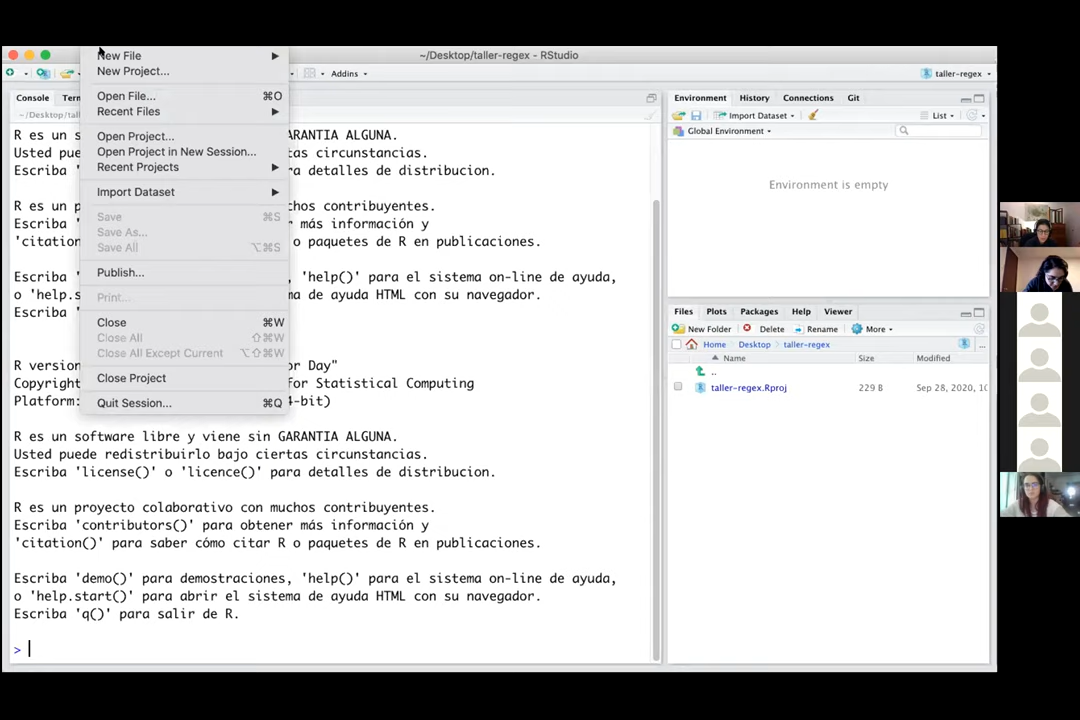 ~/Desktop/taller-regex - RStudio
Addins
taller-regex
New File
New Project...
Open File... ⌘O
Recent Files
Open Project...
Open Project in New Session...
Recent Projects
Import Dataset
Save ⌘S
Save As...
Save All ⌥⌘S
Publish...
Print...
Close ⌘W
Close All ⇧⌘W
Close All Except Current ⌥⇧⌘W
Close Project
Quit Session... ⌘Q
Console
~/Desktop/tal
R es un s ARANTIA ALGUNA.
Usted pue tas circunstancias.
Escriba ' ra detalles de distribucion.
R es un p chos contribuyentes.
Escriba ' r más información y
'citation o paquetes de R en publicaciones.
Escriba ' , 'help()' para el sistema on-line de ayuda,
o 'help.s ma de ayuda HTML con su navegador.
Escriba '
R version or Day"
Copyright for Statistical Computing
Platform: 4-bit)
R es un software libre y viene sin GARANTIA ALGUNA.
Usted puede redistribuirlo bajo ciertas circunstancias.
Escriba 'license()' o 'licence()' para detalles de distribucion.
R es un proyecto colaborativo con muchos contribuyentes.
Escriba 'contributors()' para obtener más información y
'citation()' para saber cómo citar R o paquetes de R en publicaciones.
Escriba 'demo()' para demostraciones, 'help()' para el sistema on-line de ayuda,
o 'help.start()' para abrir el sistema de ayuda HTML con su navegador.
Escriba 'q()' para salir de R.
>
Environment History Connections Git
Import Dataset List
Global Environment
Environment is empty
Files Plots Packages Help Viewer
New Folder Delete Rename More
Home Desktop taller-regex ...
Name Size Modified
..
taller-regex.Rproj 229 B Sep 28, 2020, 10